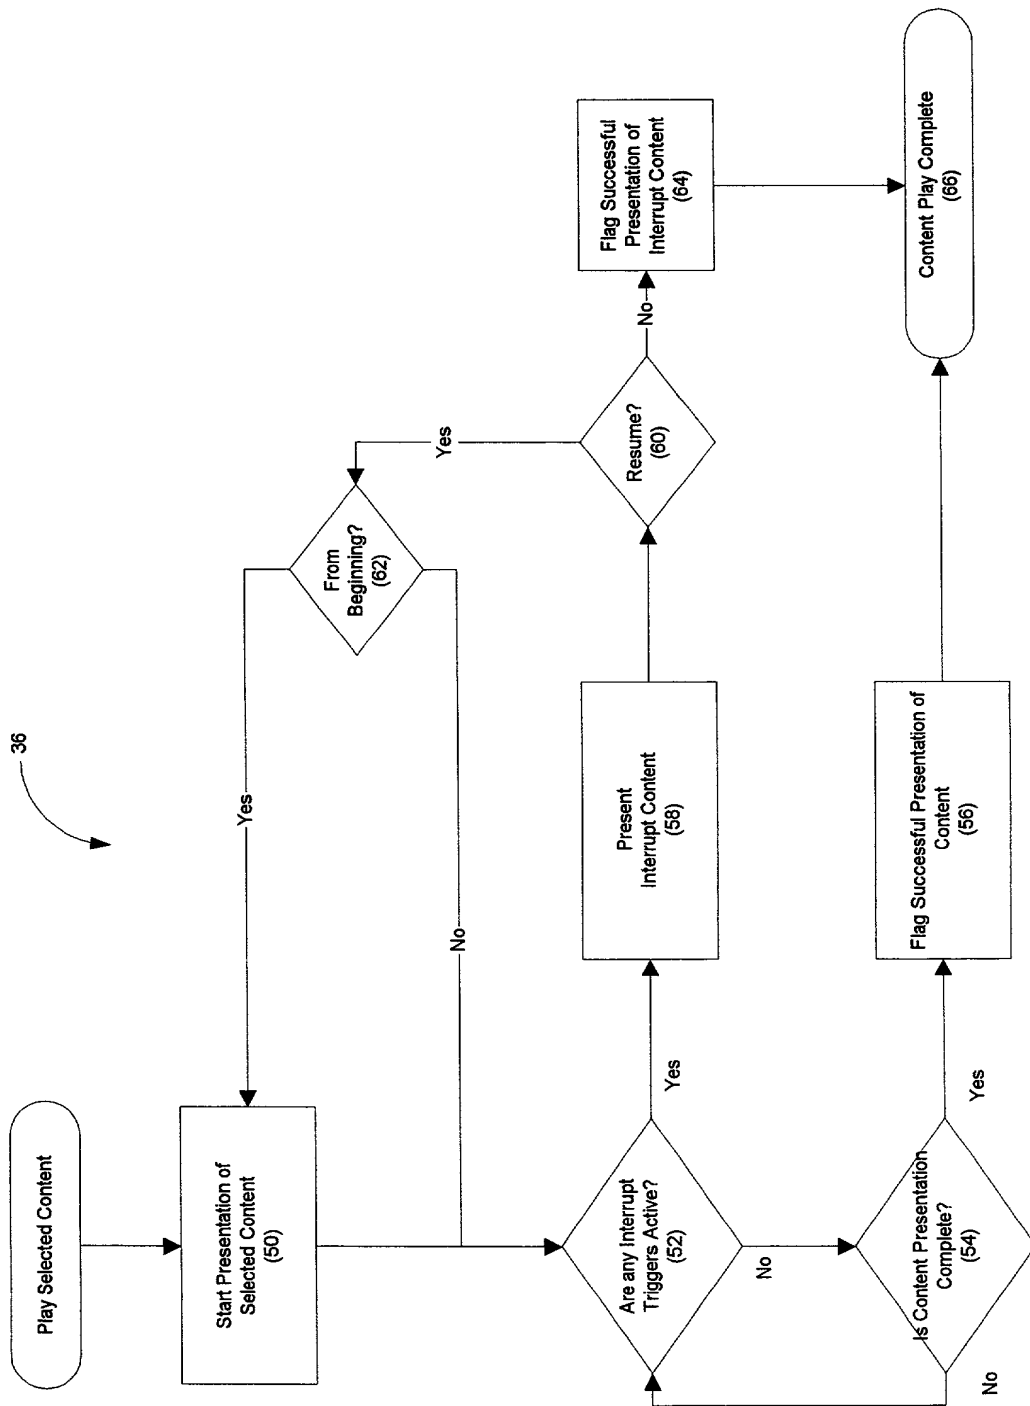 36
Play Selected Content
Start Presentation of
Selected Content
(50)
Yes
From
Beginning?
(62)
Yes
No
Are any Interrupt
Triggers Active?
(52)
Yes
Present
Interrupt Content
(58)
Resume?
(60)
No
Flag Successful
Presentation of
Interrupt Content
(64)
No
Is Content Presentation
Complete?
(54)
Yes
No
Flag Successful Presentation of
Content
(56)
Content Play Complete
(66)